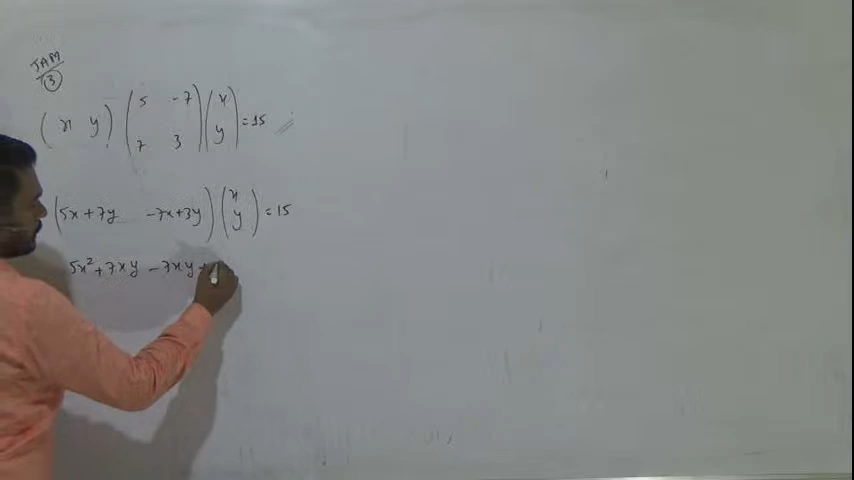 JAM
3
( x y ) ( 5 -7 ) ( x ) = 15
7 3 y
( 5x + 7y -7x + 3y ) ( x ) = 15
y
5x² + 7xy - 7xy +